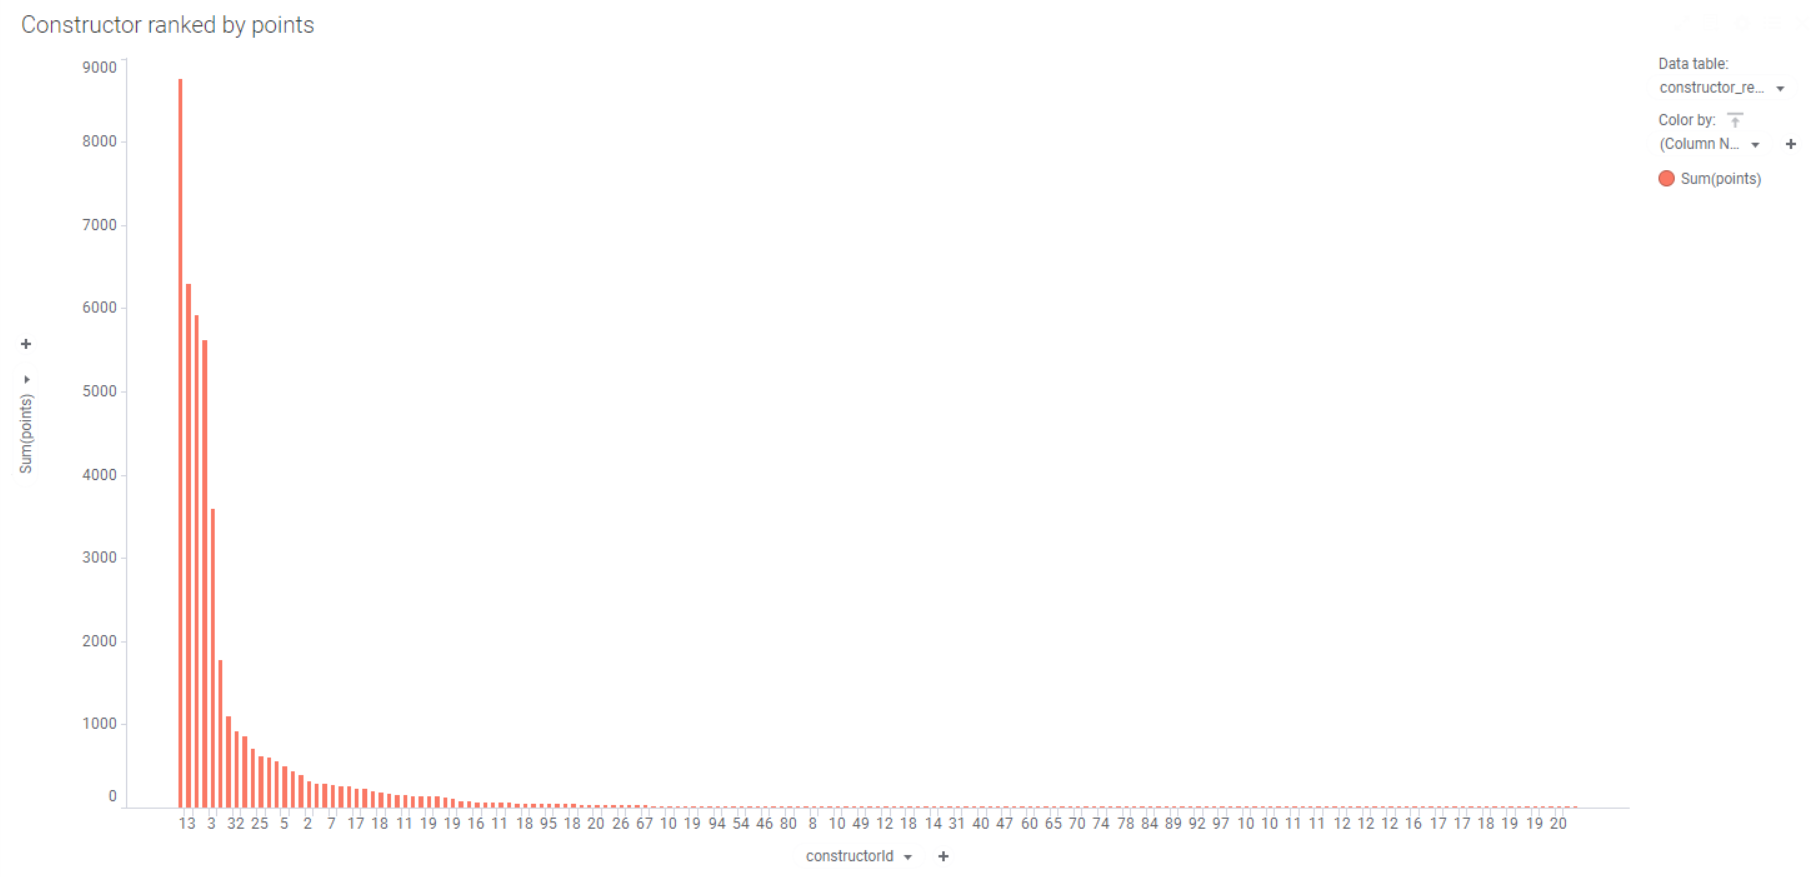 Constructor ranked by points
9000
8000
7000
6000
5000
4000
3000
2000
1000
0
Sum(points)
13 3 32 25 5 2 7 17 18 11 19 19 16 11 18 95 18 20 26 67 10 19 94 54 46 80 8 10 49 12 18 14 31 40 47 60 65 70 74 78 84 89 92 97 10 10 11 11 12 12 12 16 17 17 18 19 19 20
constructorId
Data table:
constructor_re...
Color by:
(Column N...
Sum(points)